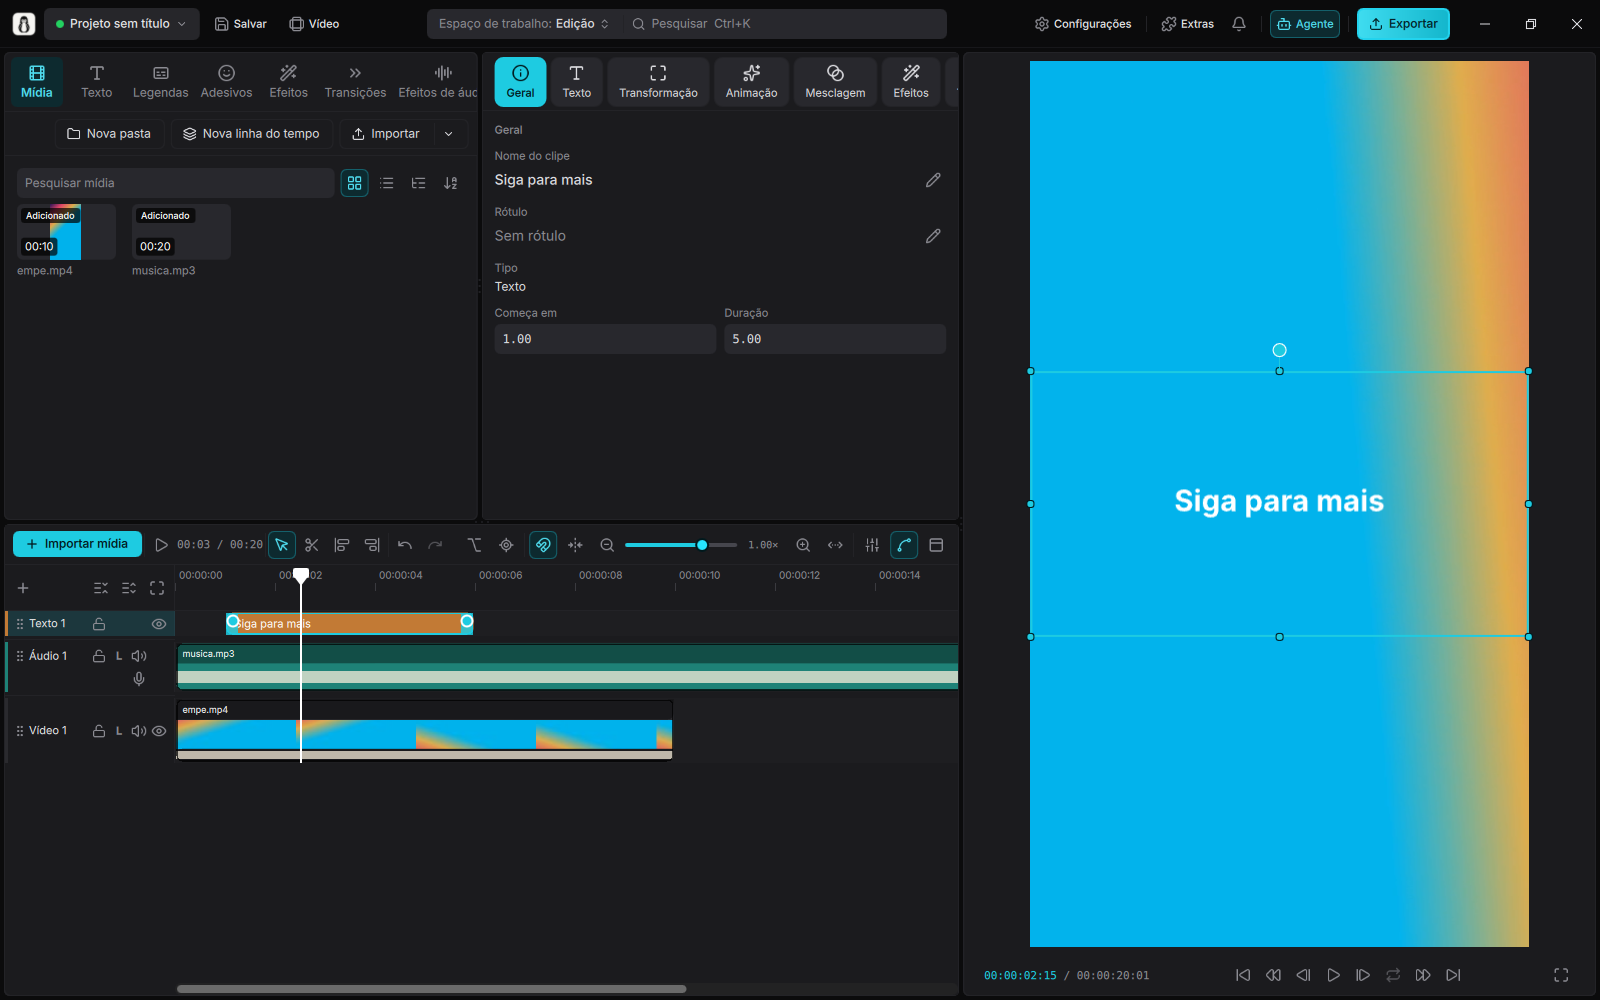 Projeto sem título
Salvar
Vídeo
Espaço de trabalho: Edição
Pesquisar Ctrl+K
Configurações
Extras
Agente
Exportar
Mídia
Texto
Legendas
Adesivos
Efeitos
Transições
Efeitos de áuc
Nova pasta
Nova linha do tempo
Importar
Pesquisar mídia
Adicionado
00:10
empe.mp4
Adicionado
00:20
musica.mp3
Geral
Texto
Transformação
Animação
Mesclagem
Efeitos
Geral
Nome do clipe
Siga para mais
Rótulo
Sem rótulo
Tipo
Texto
Começa em
Duração
1.00
5.00
Siga para mais
00:00:02:15 / 00:00:20:01
Importar mídia
00:03 / 00:20
1.00×
00:00:00
00:00:04
00:00:06
00:00:08
00:00:10
00:00:12
00:00:14
Texto 1
Siga para mais
Áudio 1
L
musica.mp3
Vídeo 1
L
empe.mp4